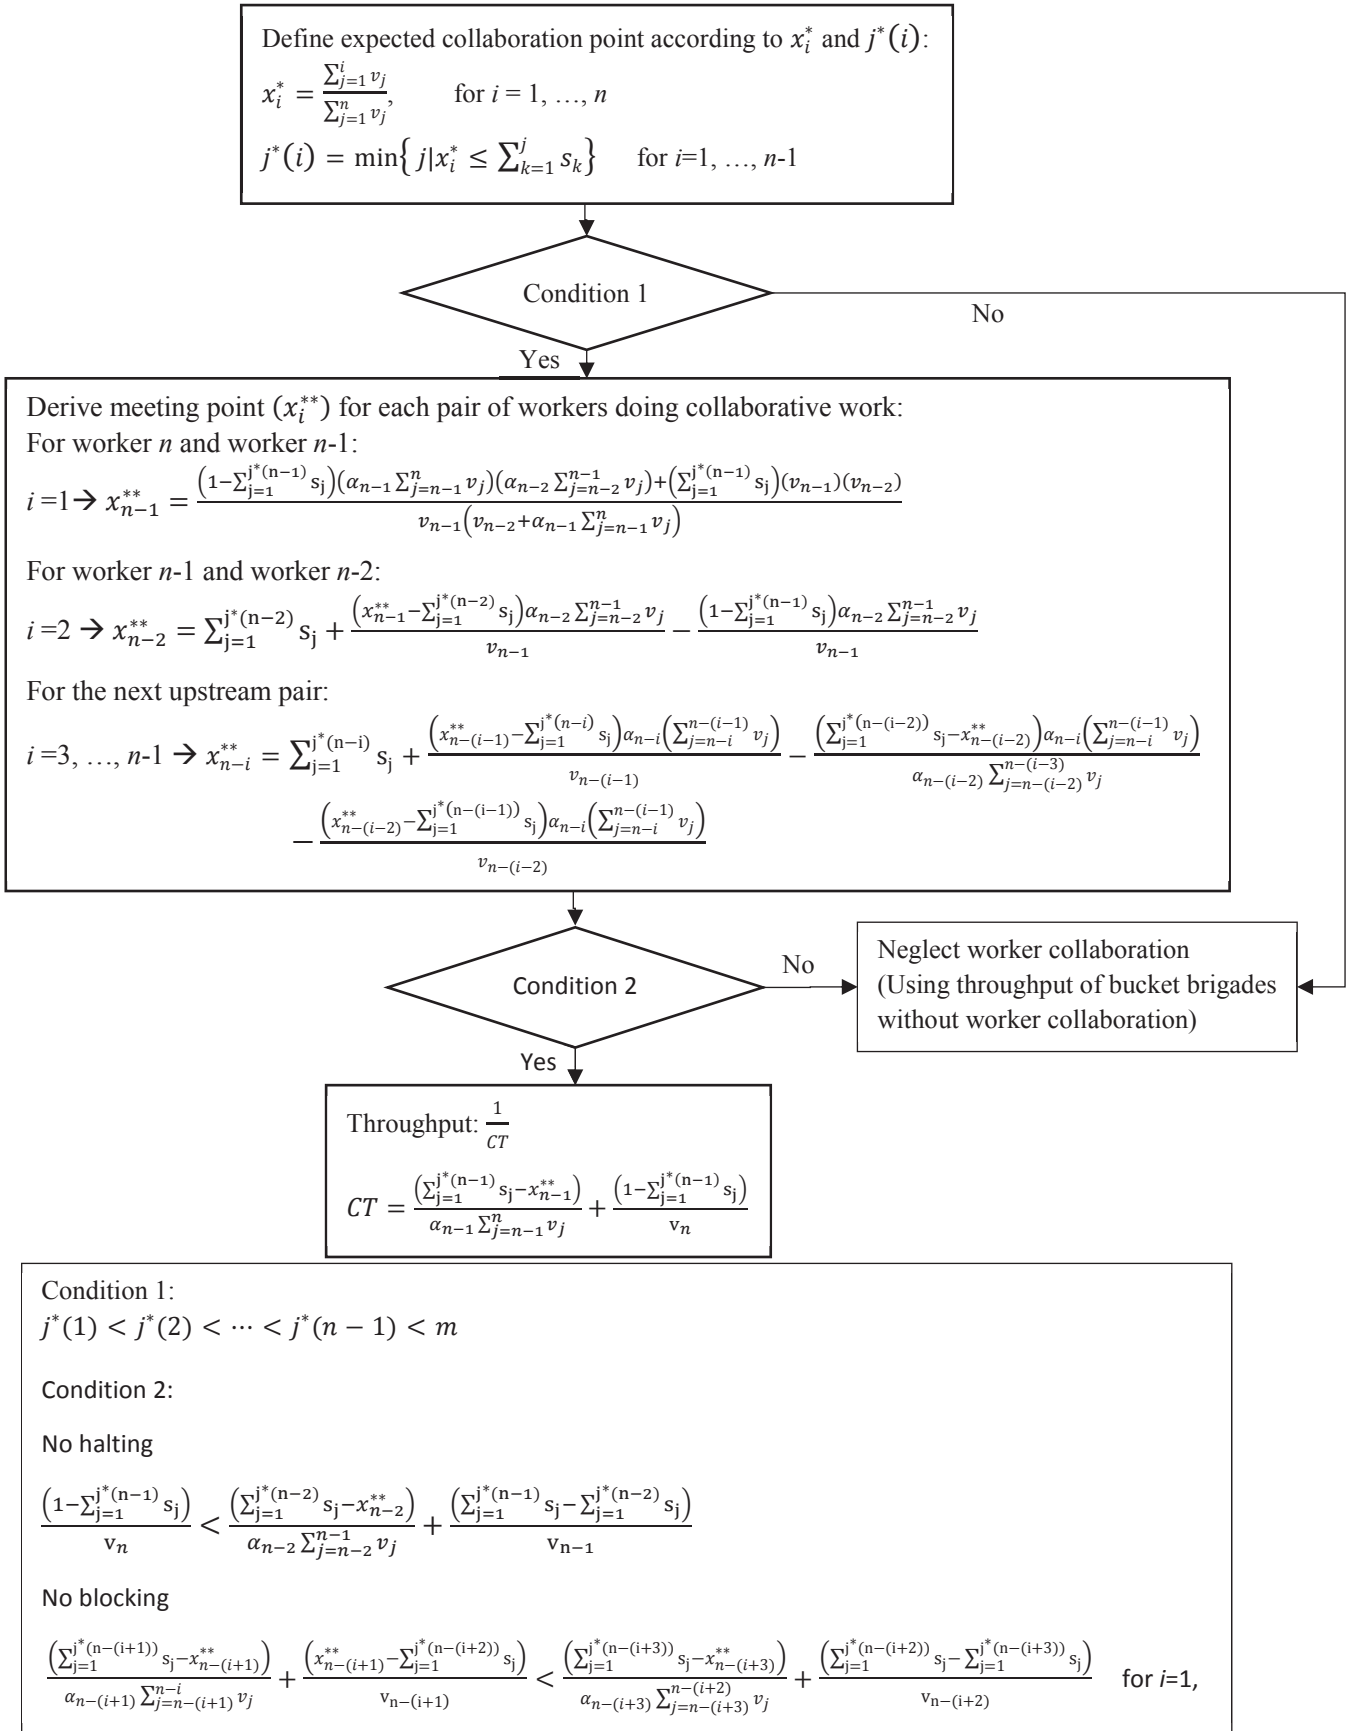 Define expected collaboration point according to $x_i^*$ and $j^*(i)$:
$x_i^* = \frac{\sum_{j=1}^{i} v_j}{\sum_{j=1}^{n} v_j}$, for $i$ = 1, …, $n$
$j^*(i) = \min\{ j | x_i^* \leq \sum_{k=1}^{j} s_k \}$ for $i$=1, …, $n$-1
Condition 1
No
Yes
Derive meeting point ($x_i^{**}$) for each pair of workers doing collaborative work:
For worker $n$ and worker $n$-1:
$i$ =1→ $x_{n-1}^{**} = \frac{(1-\sum_{j=1}^{j^*(n-1)} s_j)(\alpha_{n-1} \sum_{j=n-1}^{n} v_j)(\alpha_{n-2} \sum_{j=n-2}^{n-1} v_j)+(\sum_{j=1}^{j^*(n-1)} s_j)(v_{n-1})(v_{n-2})}{v_{n-1}(v_{n-2}+\alpha_{n-1} \sum_{j=n-1}^{n} v_j)}$
For worker $n$-1 and worker $n$-2:
$i$ =2 → $x_{n-2}^{**} = \sum_{j=1}^{j^*(n-2)} s_j + \frac{(x_{n-1}^{**}-\sum_{j=1}^{j^*(n-2)} s_j)\alpha_{n-2} \sum_{j=n-2}^{n-1} v_j}{v_{n-1}} - \frac{(1-\sum_{j=1}^{j^*(n-1)} s_j)\alpha_{n-2} \sum_{j=n-2}^{n-1} v_j}{v_{n-1}}$
For the next upstream pair:
$i$ =3, …, $n$-1 → $x_{n-i}^{**} = \sum_{j=1}^{j^*(n-i)} s_j + \frac{(x_{n-(i-1)}^{**}-\sum_{j=1}^{j^*(n-i)} s_j)\alpha_{n-i}(\sum_{j=n-i}^{n-(i-1)} v_j)}{v_{n-(i-1)}} - \frac{(\sum_{j=1}^{j^*(n-(i-2))} s_j-x_{n-(i-2)}^{**})\alpha_{n-i}(\sum_{j=n-i}^{n-(i-1)} v_j)}{\alpha_{n-(i-2)} \sum_{j=n-(i-2)}^{n-(i-3)} v_j}$
$- \frac{(x_{n-(i-2)}^{**}-\sum_{j=1}^{j^*(n-(i-1))} s_j)\alpha_{n-i}(\sum_{j=n-i}^{n-(i-1)} v_j)}{v_{n-(i-2)}}$
Condition 2
No
Neglect worker collaboration
(Using throughput of bucket brigades
without worker collaboration)
Yes
Throughput: $\frac{1}{CT}$
$CT = \frac{(\sum_{j=1}^{j^*(n-1)} s_j-x_{n-1}^{**})}{\alpha_{n-1} \sum_{j=n-1}^{n} v_j} + \frac{(1-\sum_{j=1}^{j^*(n-1)} s_j)}{v_n}$
Condition 1:
$j^*(1) < j^*(2) < \cdots < j^*(n-1) < m$
Condition 2:
No halting
$\frac{(1-\sum_{j=1}^{j^*(n-1)} s_j)}{v_n} < \frac{(\sum_{j=1}^{j^*(n-2)} s_j-x_{n-2}^{**})}{\alpha_{n-2} \sum_{j=n-2}^{n-1} v_j} + \frac{(\sum_{j=1}^{j^*(n-1)} s_j-\sum_{j=1}^{j^*(n-2)} s_j)}{v_{n-1}}$
No blocking
$\frac{(\sum_{j=1}^{j^*(n-(i+1))} s_j-x_{n-(i+1)}^{**})}{\alpha_{n-(i+1)} \sum_{j=n-(i+1)}^{n-i} v_j} + \frac{(x_{n-(i+1)}^{**}-\sum_{j=1}^{j^*(n-(i+2))} s_j)}{v_{n-(i+1)}} < \frac{(\sum_{j=1}^{j^*(n-(i+3))} s_j-x_{n-(i+3)}^{**})}{\alpha_{n-(i+3)} \sum_{j=n-(i+3)}^{n-(i+2)} v_j} + \frac{(\sum_{j=1}^{j^*(n-(i+2))} s_j-\sum_{j=1}^{j^*(n-(i+3))} s_j)}{v_{n-(i+2)}}$ for $i$=1,